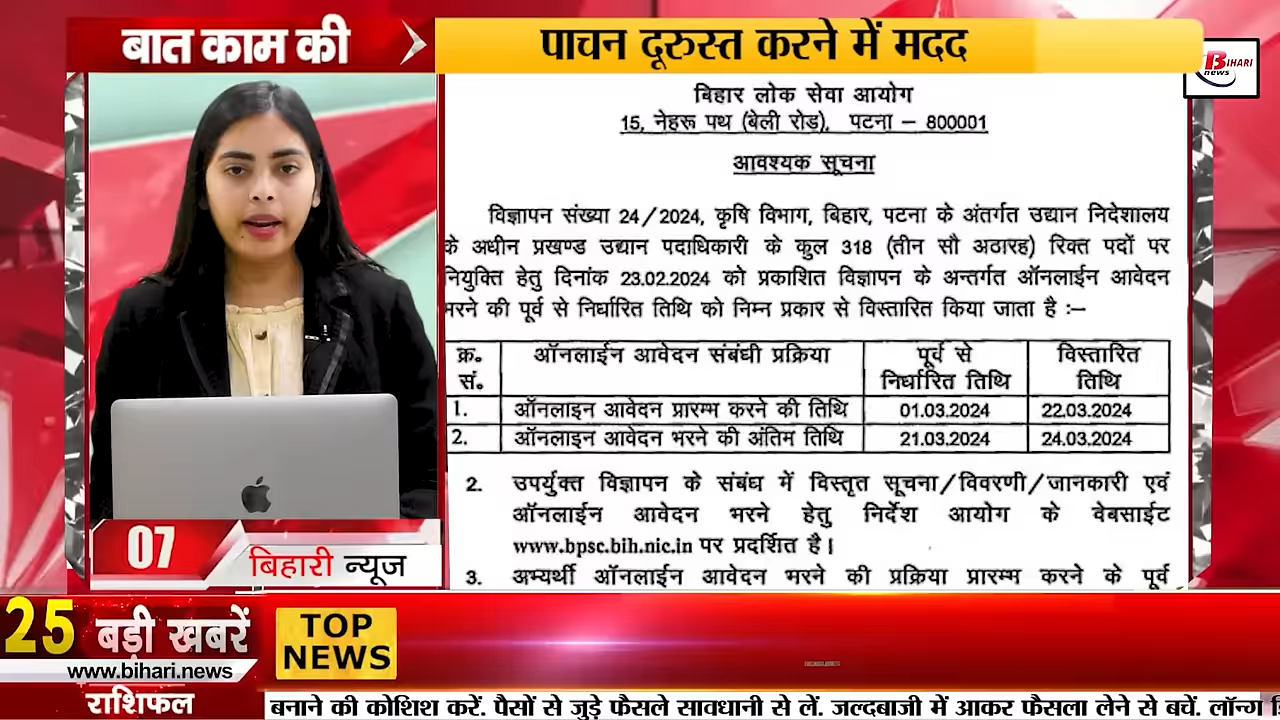 बात काम की
पाचन दूरुस्त करने में मदद
BIHARI
news
बिहार लोक सेवा आयोग
15, नेहरू पथ (बेली रोड), पटना – 800001
आवश्यक सूचना
विज्ञापन संख्या 24/2024, कृषि विभाग, बिहार, पटना के अंतर्गत उद्यान निदेशालय
के अधीन प्रखण्ड उद्यान पदाधिकारी के कुल 318 (तीन सौ अठारह) रिक्त पदों पर
नियुक्ति हेतु दिनांक 23.02.2024 को प्रकाशित विज्ञापन के अन्तर्गत ऑनलाईन आवेदन
भरने की पूर्व से निर्धारित तिथि को निम्न प्रकार से विस्तारित किया जाता है :–
क्र. सं. ऑनलाईन आवेदन संबंधी प्रक्रिया पूर्व से निर्धारित तिथि विस्तारित तिथि
1. ऑनलाइन आवेदन प्रारम्भ करने की तिथि 01.03.2024 22.03.2024
2. ऑनलाइन आवेदन भरने की अंतिम तिथि 21.03.2024 24.03.2024
2. उपर्युक्त विज्ञापन के संबंध में विस्तृत सूचना/विवरणी/जानकारी एवं
ऑनलाईन आवेदन भरने हेतु निर्देश आयोग के वेबसाईट
www.bpsc.bih.nic.in पर प्रदर्शित है।
3. अभ्यर्थी ऑनलाईन आवेदन भरने की प्रक्रिया प्रारम्भ करने के पूर्व
07
बिहारी न्यूज
25 बड़ी खबरें
www.bihari.news
TOP
NEWS
राशिफल
बनाने की कोशिश करें. पैसों से जुड़े फैसले सावधानी से लें. जल्दबाजी में आकर फैसला लेने से बचें. लॉन्ग